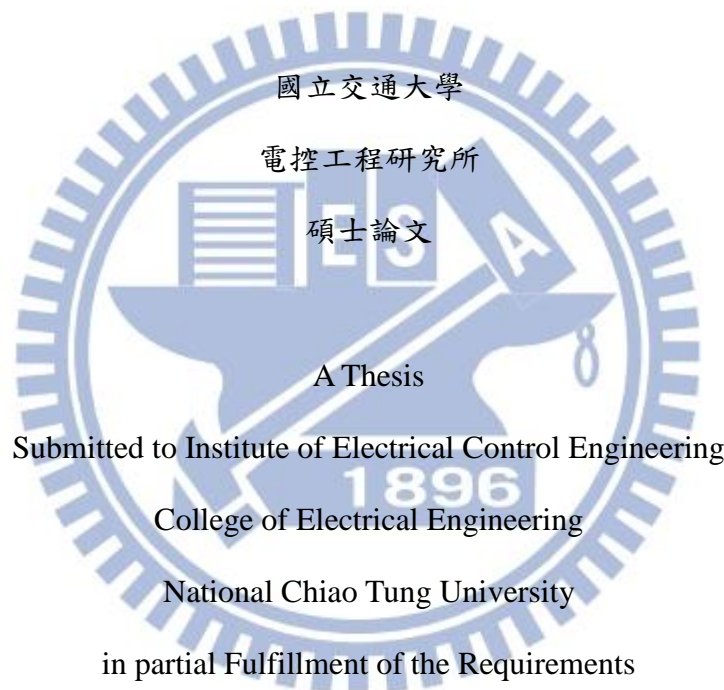 國立交通大學
電控工程研究所
碩士論文
E S A
A Thesis
Submitted to Institute of Electrical Control Engineering
1896
College of Electrical Engineering
National Chiao Tung University
in partial Fulfillment of the Requirements